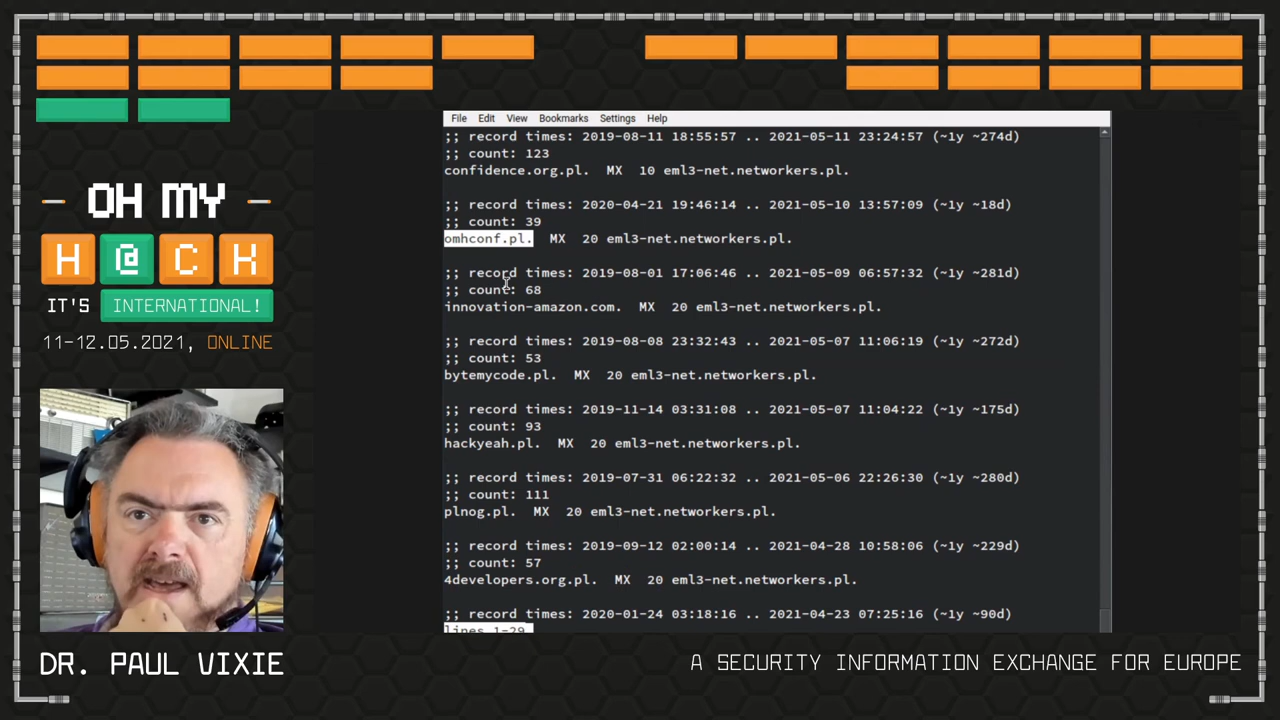 OH MY
H@CK
IT'S INTERNATIONAL!
11-12.05.2021, ONLINE
File Edit View Bookmarks Settings Help
;; record times: 2019-08-11 18:55:57 .. 2021-05-11 23:24:57 (~1y ~274d)
;; count: 123
confidence.org.pl. MX 10 eml3-net.networkers.pl.
;; record times: 2020-04-21 19:46:14 .. 2021-05-10 13:57:09 (~1y ~18d)
;; count: 39
omhconf.pl. MX 20 eml3-net.networkers.pl.
;; record times: 2019-08-01 17:06:46 .. 2021-05-09 06:57:32 (~1y ~281d)
;; count: 68
innovation-amazon.com. MX 20 eml3-net.networkers.pl.
;; record times: 2019-08-08 23:32:43 .. 2021-05-07 11:06:19 (~1y ~272d)
;; count: 53
bytemycode.pl. MX 20 eml3-net.networkers.pl.
;; record times: 2019-11-14 03:31:08 .. 2021-05-07 11:04:22 (~1y ~175d)
;; count: 93
hackyeah.pl. MX 20 eml3-net.networkers.pl.
;; record times: 2019-07-31 06:22:32 .. 2021-05-06 22:26:30 (~1y ~280d)
;; count: 111
plnog.pl. MX 20 eml3-net.networkers.pl.
;; record times: 2019-09-12 02:00:14 .. 2021-04-28 10:58:06 (~1y ~229d)
;; count: 57
4developers.org.pl. MX 20 eml3-net.networkers.pl.
;; record times: 2020-01-24 03:18:16 .. 2021-04-23 07:25:16 (~1y ~90d)
lines 1-29
DR. PAUL VIXIE
A SECURITY INFORMATION EXCHANGE FOR EUROPE